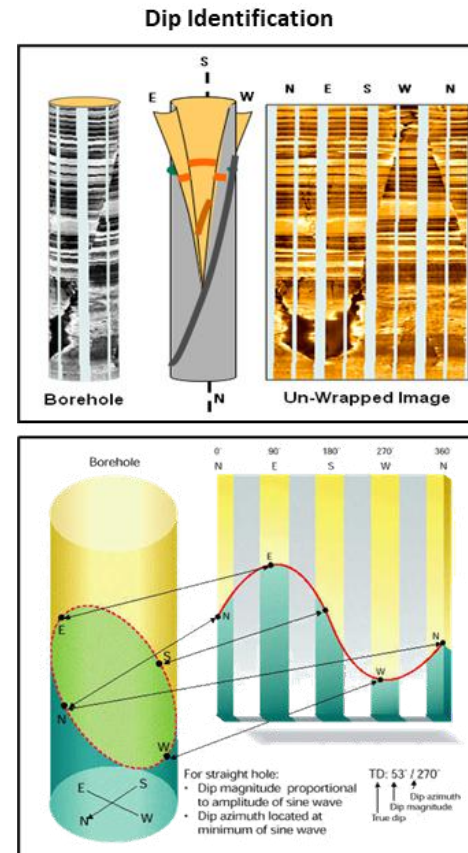 Dip Identification
S
E W
N
N E S W N
Borehole
Un-Wrapped Image
Borehole
0° 90° 180° 270° 360°
N E S W N
E
N
W
N
E
S
N
W
E S
N W
For straight hole:
• Dip magnitude proportional
to amplitude of sine wave
• Dip azimuth located at
minimum of sine wave
TD: 53° / 270°
Dip azimuth
Dip magnitude
True dip